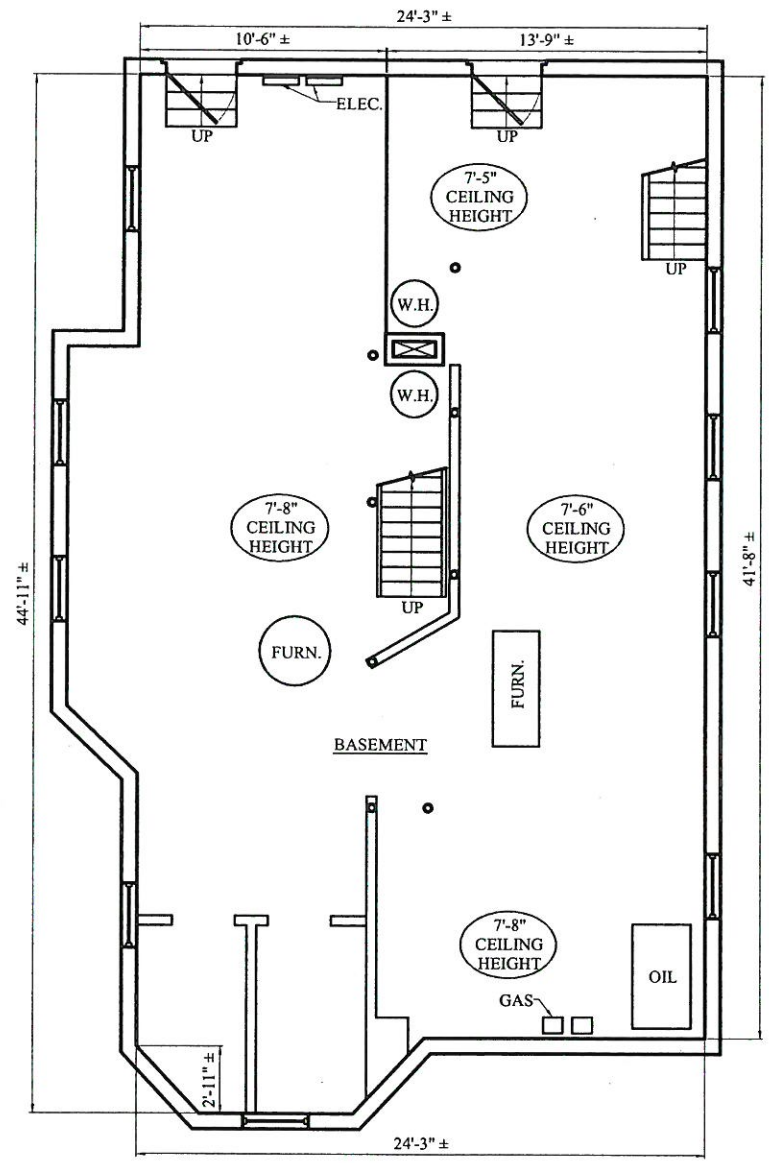 24'-3" ±
10'-6" ±
13'-9" ±
ELEC.
UP
UP
7'-5"
CEILING
HEIGHT
UP
W.H.
W.H.
7'-8"
CEILING
HEIGHT
7'-6"
CEILING
HEIGHT
44'-11" ±
41'-8" ±
UP
FURN.
FURN.
BASEMENT
7'-8"
CEILING
HEIGHT
OIL
GAS
2'-11" ±
24'-3" ±